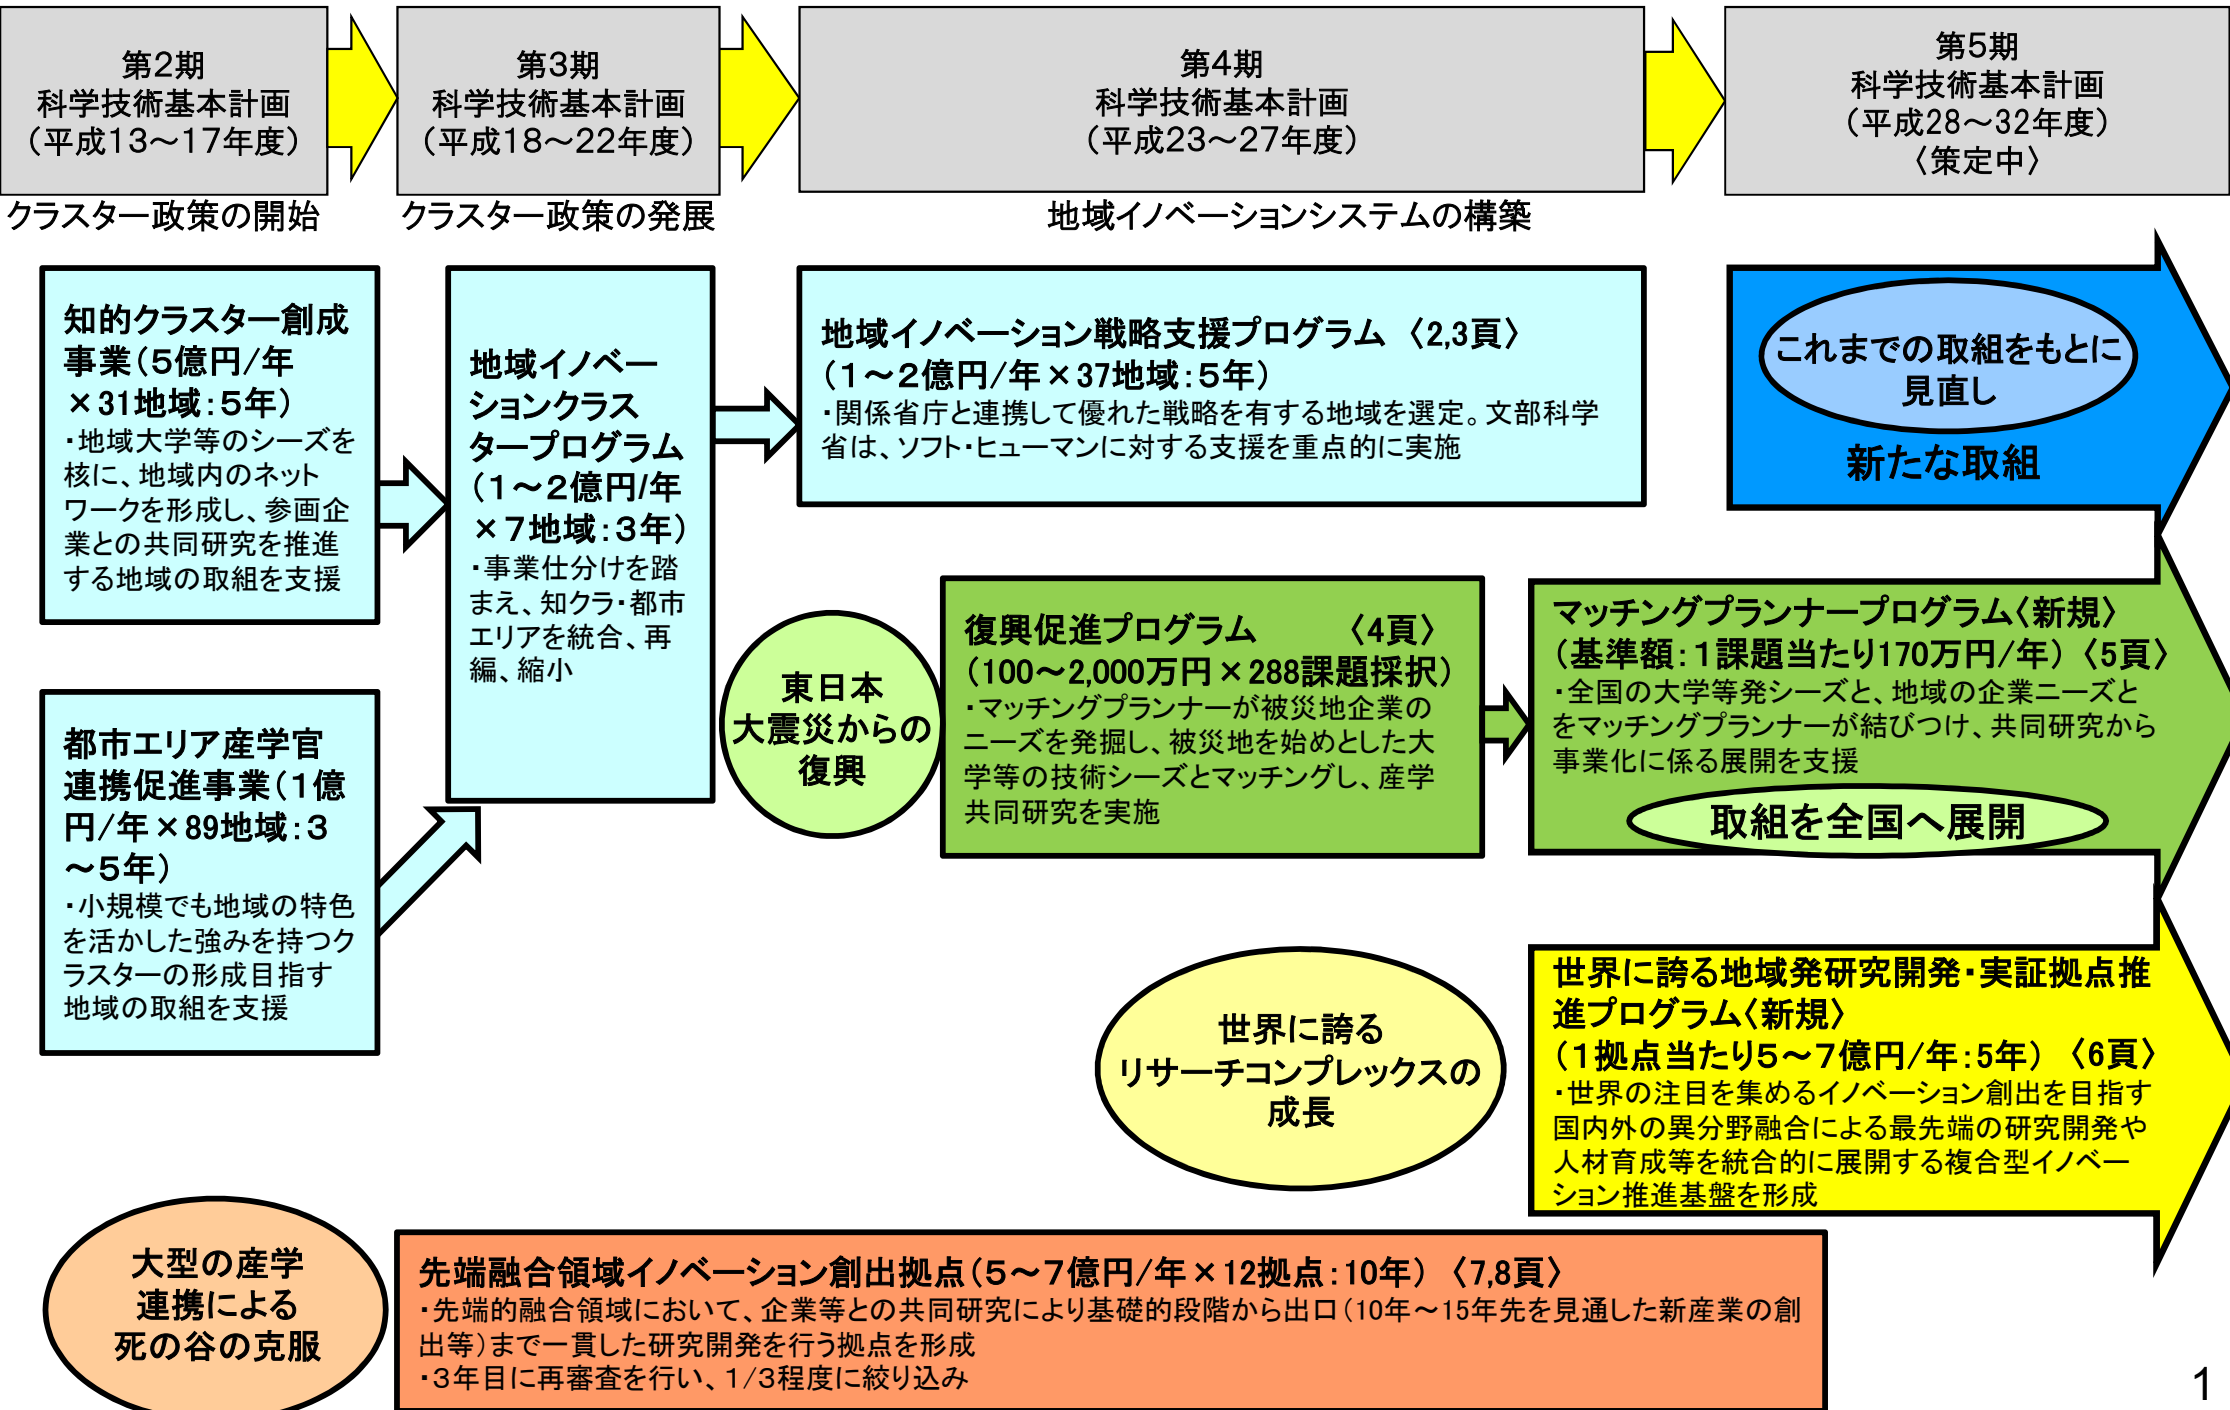 第2期
科学技術基本計画
（平成13～17年度）
第3期
科学技術基本計画
（平成18～22年度）
第4期
科学技術基本計画
（平成23～27年度）
第5期
科学技術基本計画
（平成28～32年度）
〈策定中〉
クラスター政策の開始
クラスター政策の発展
地域イノベーションシステムの構築
知的クラスター創成
事業（5億円/年
×31地域：5年）
・地域大学等のシーズを
核に、地域内のネット
ワークを形成し、参画企
業との共同研究を推進
する地域の取組を支援
都市エリア産学官
連携促進事業（1億
円/年×89地域：3
～5年）
・小規模でも地域の特色
を活かした強みを持つク
ラスターの形成目指す
地域の取組を支援
地域イノベー
ションクラス
タープログラム
（1～2億円/年
×7地域：3年）
・事業仕分けを踏
まえ、知クラ・都市
エリアを統合、再
編、縮小
地域イノベーション戦略支援プログラム 〈2,3頁〉
（1～2億円/年×37地域：5年）
・関係省庁と連携して優れた戦略を有する地域を選定。文部科学
省は、ソフト・ヒューマンに対する支援を重点的に実施
これまでの取組をもとに
見直し
新たな取組
東日本
大震災からの
復興
復興促進プログラム 〈4頁〉
（100～2,000万円×288課題採択）
・マッチングプランナーが被災地企業の
ニーズを発掘し、被災地を始めとした大
学等の技術シーズとマッチングし、産学
共同研究を実施
マッチングプランナープログラム〈新規〉
（基準額：1課題当たり170万円/年）〈5頁〉
・全国の大学等発シーズと、地域の企業ニーズと
をマッチングプランナーが結びつけ、共同研究から
事業化に係る展開を支援
取組を全国へ展開
世界に誇る
リサーチコンプレックスの
成長
世界に誇る地域発研究開発・実証拠点推
進プログラム〈新規〉
（1拠点当たり5～7億円/年：5年）〈6頁〉
・世界の注目を集めるイノベーション創出を目指す
国内外の異分野融合による最先端の研究開発や
人材育成等を統合的に展開する複合型イノベー
ション推進基盤を形成
大型の産学
連携による
死の谷の克服
先端融合領域イノベーション創出拠点（5～7億円/年×12拠点：10年）〈7,8頁〉
・先端的融合領域において、企業等との共同研究により基礎的段階から出口（10年～15年先を見通した新産業の創
出等）まで一貫した研究開発を行う拠点を形成
・3年目に再審査を行い、1/3程度に絞り込み
1